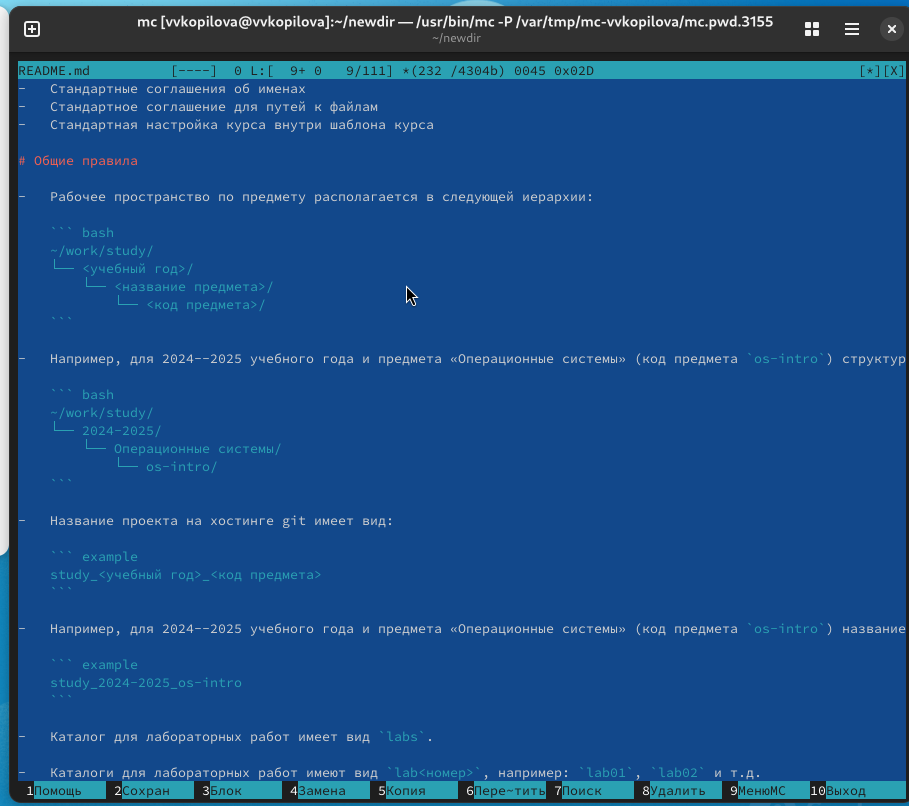 mc [vvkopilova@vvkopilova]:~/newdir — /usr/bin/mc -P /var/tmp/mc-vvkopilova/mc.pwd.3155
~/newdir
README.md [----] 0 L:[ 9+ 0 9/111] *(232 /4304b) 0045 0x02D [*][X]
- Стандартные соглашения об именах
- Стандартное соглашение для путей к файлам
- Стандартная настройка курса внутри шаблона курса
# Общие правила
- Рабочее пространство по предмету располагается в следующей иерархии:
``` bash
~/work/study/
└── <учебный год>/
└── <название предмета>/
└── <код предмета>/
```
- Например, для 2024--2025 учебного года и предмета «Операционные системы» (код предмета `os-intro`) структур
``` bash
~/work/study/
└── 2024-2025/
└── Операционные системы/
└── os-intro/
```
- Название проекта на хостинге git имеет вид:
``` example
study_<учебный год>_<код предмета>
```
- Например, для 2024--2025 учебного года и предмета «Операционные системы» (код предмета `os-intro`) название
``` example
study_2024-2025_os-intro
```
- Каталог для лабораторных работ имеет вид `labs`.
- Каталоги для лабораторных работ имеют вид `lab<номер>`, например: `lab01`, `lab02` и т.д.
1Помощь 2Сохран 3Блок 4Замена 5Копия 6Пере~тить 7Поиск 8Удалить 9МенюMC 10Выход